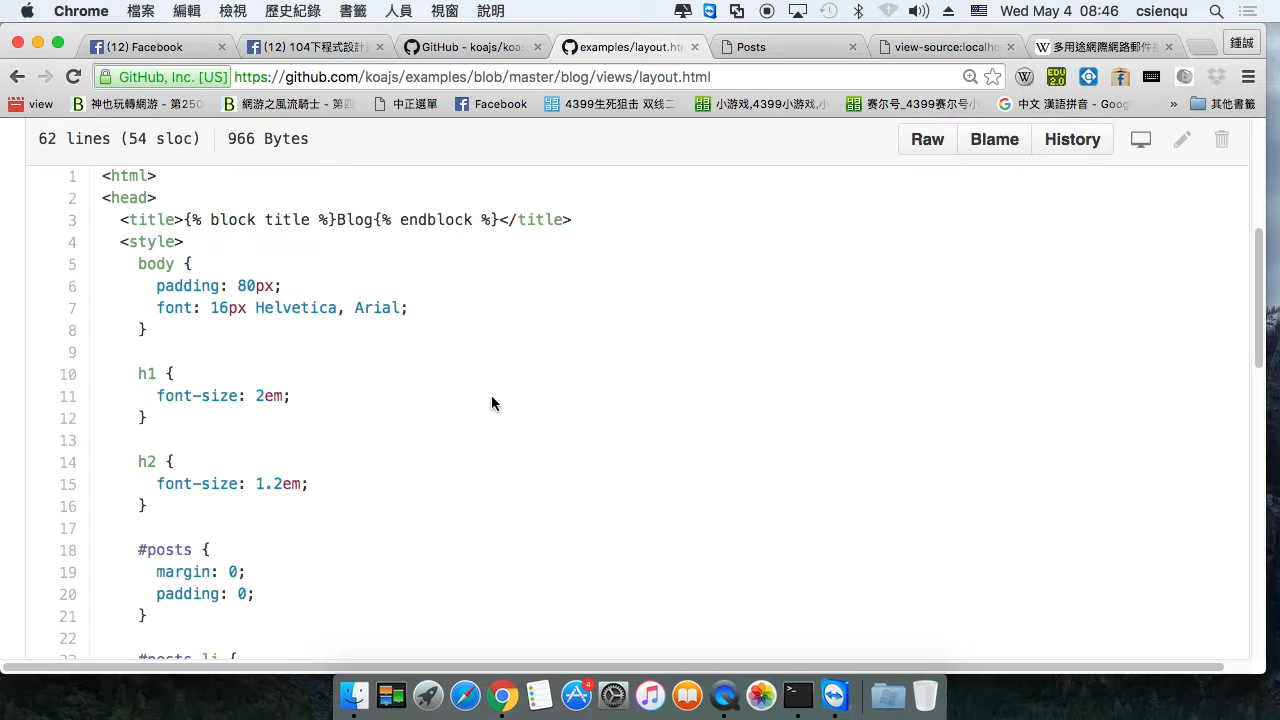 Chrome 檔案 編輯 檢視 歷史紀錄 書籤 人員 視窗 說明 Wed May 4 08:46 csienqu
(12) Facebook (12) 104下程式設計 GitHub - koajs/koa examples/layout.ht Posts view-source:localho 多用途網際網路郵件 鍾誠
GitHub, Inc. [US] https://github.com/koajs/examples/blob/master/blog/views/layout.html
view 神也玩轉網游 - 第250 網游之風流騎士 - 第四 中正選單 Facebook 4399生死狙击 双线二 小游戏,4399小游戏, 赛尔号_4399赛尔号 中文 漢語拼音 - Goog » 其他書籤
62 lines (54 sloc) 966 Bytes Raw Blame History
1 <html>
2 <head>
3 <title>{% block title %}Blog{% endblock %}</title>
4 <style>
5 body {
6 padding: 80px;
7 font: 16px Helvetica, Arial;
8 }
9
10 h1 {
11 font-size: 2em;
12 }
13
14 h2 {
15 font-size: 1.2em;
16 }
17
18 #posts {
19 margin: 0;
20 padding: 0;
21 }
22
23 #posts li {